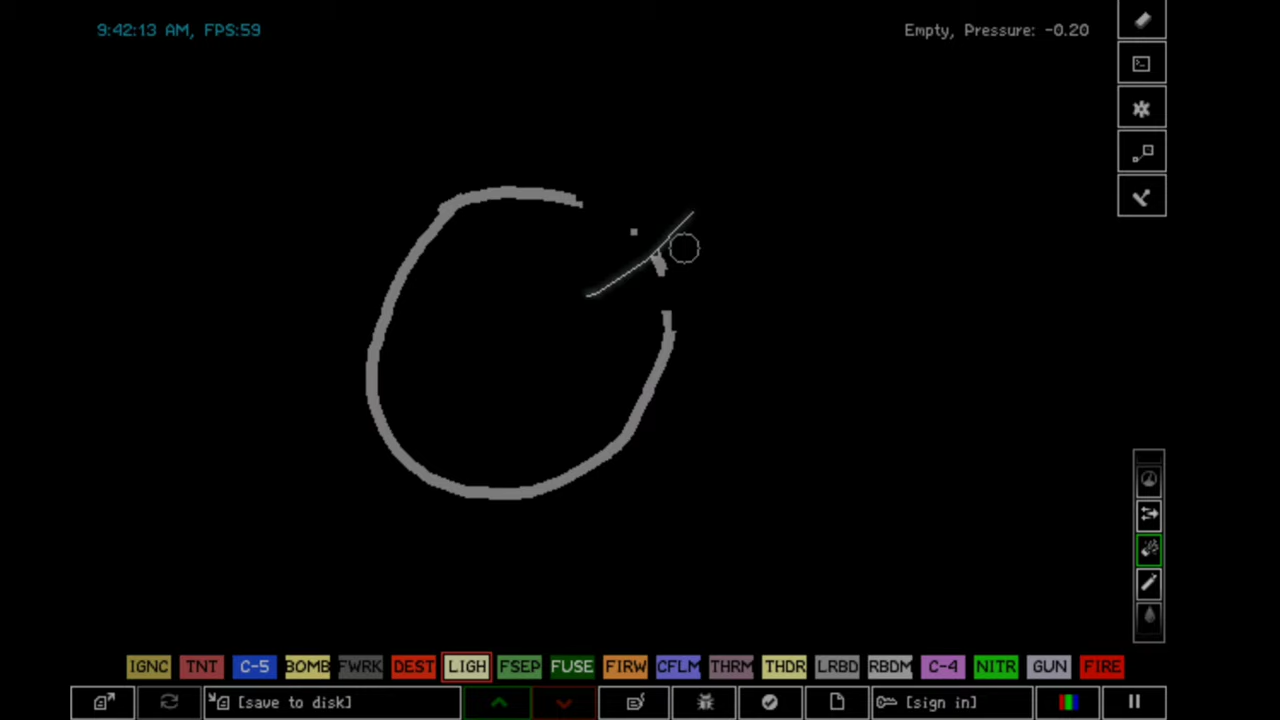 9:42:13 AM, FPS:59
Empty, Pressure: -0.20
IGNC TNT C-5 BOMB FWRK DEST LIGH FSEP FUSE FIRW CFLM THRM THDR LRBD RBDM C-4 NITR GUN FIRE
[save to disk] [sign in]